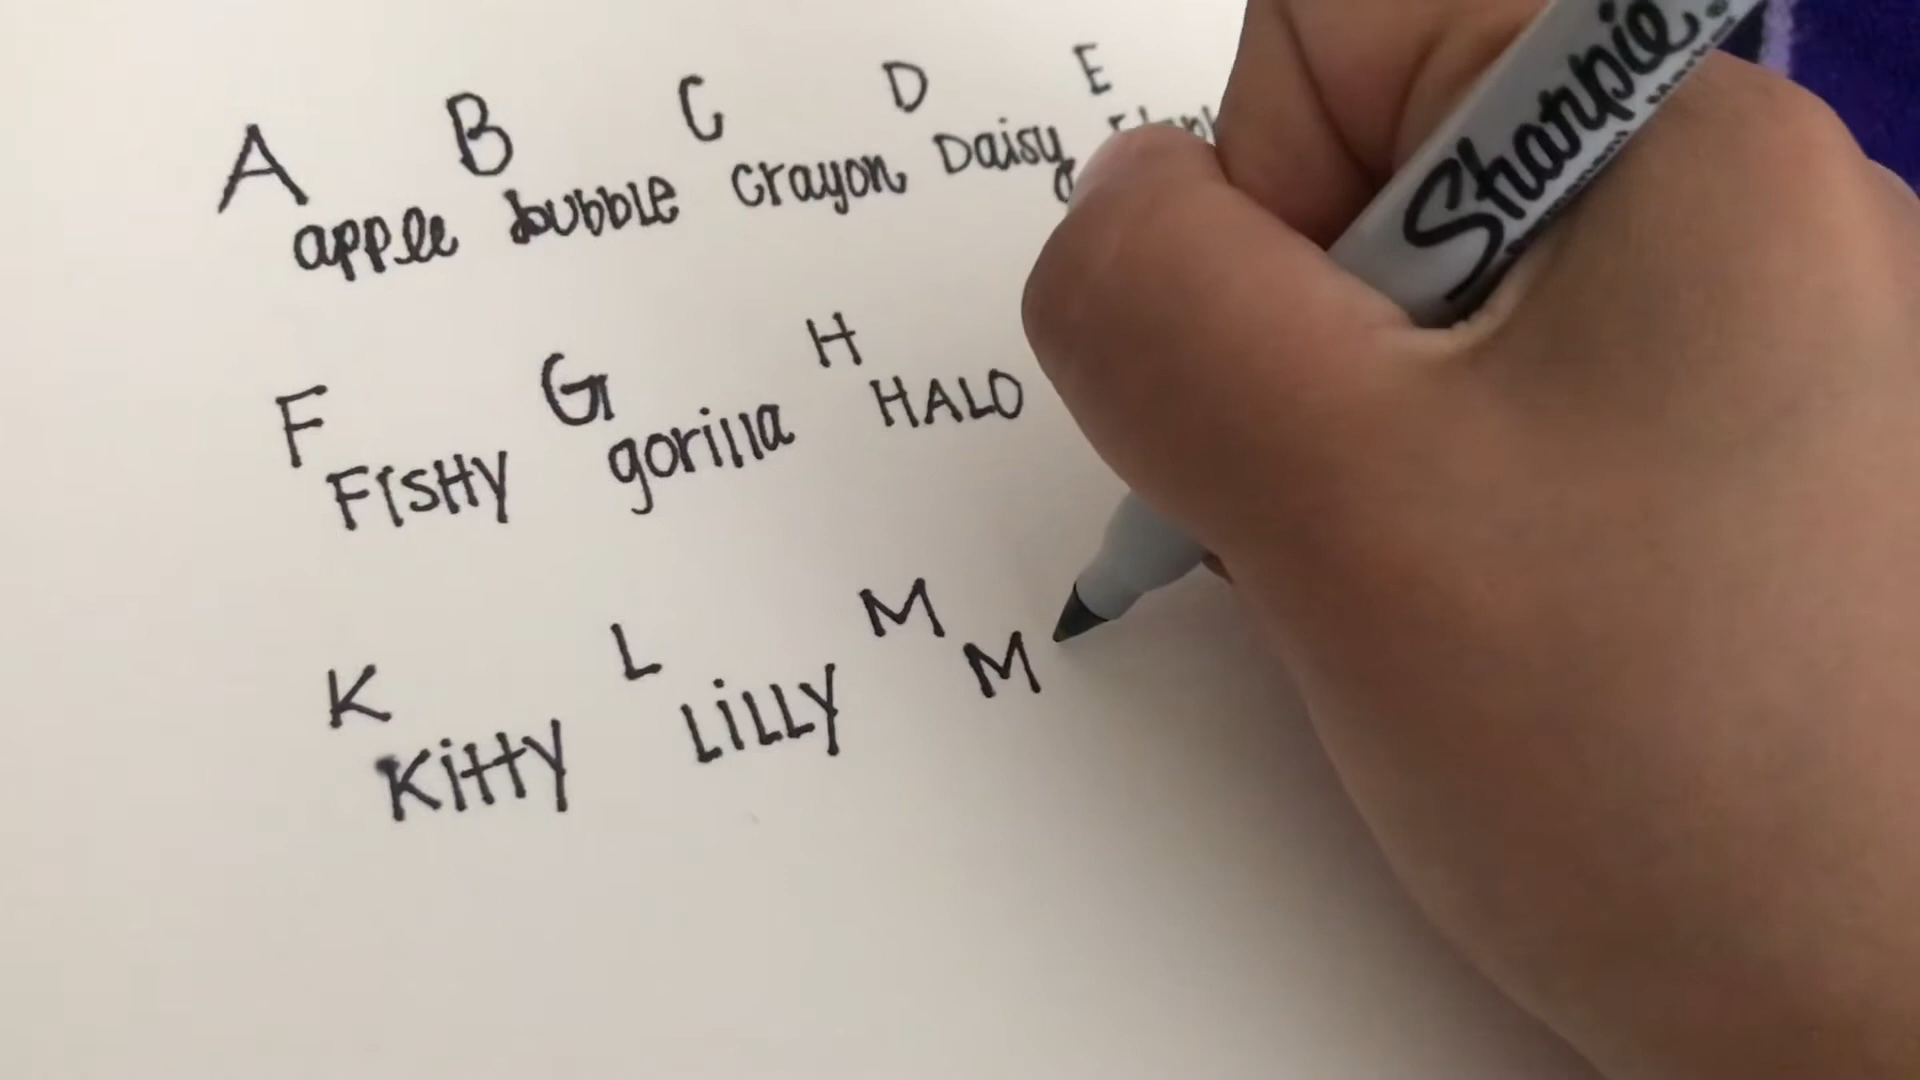 A B C D E
apple bubble crayon Daisy
F G H
FISHY gorilla HALO
K L M
Kitty LiLLY M
Sharpie